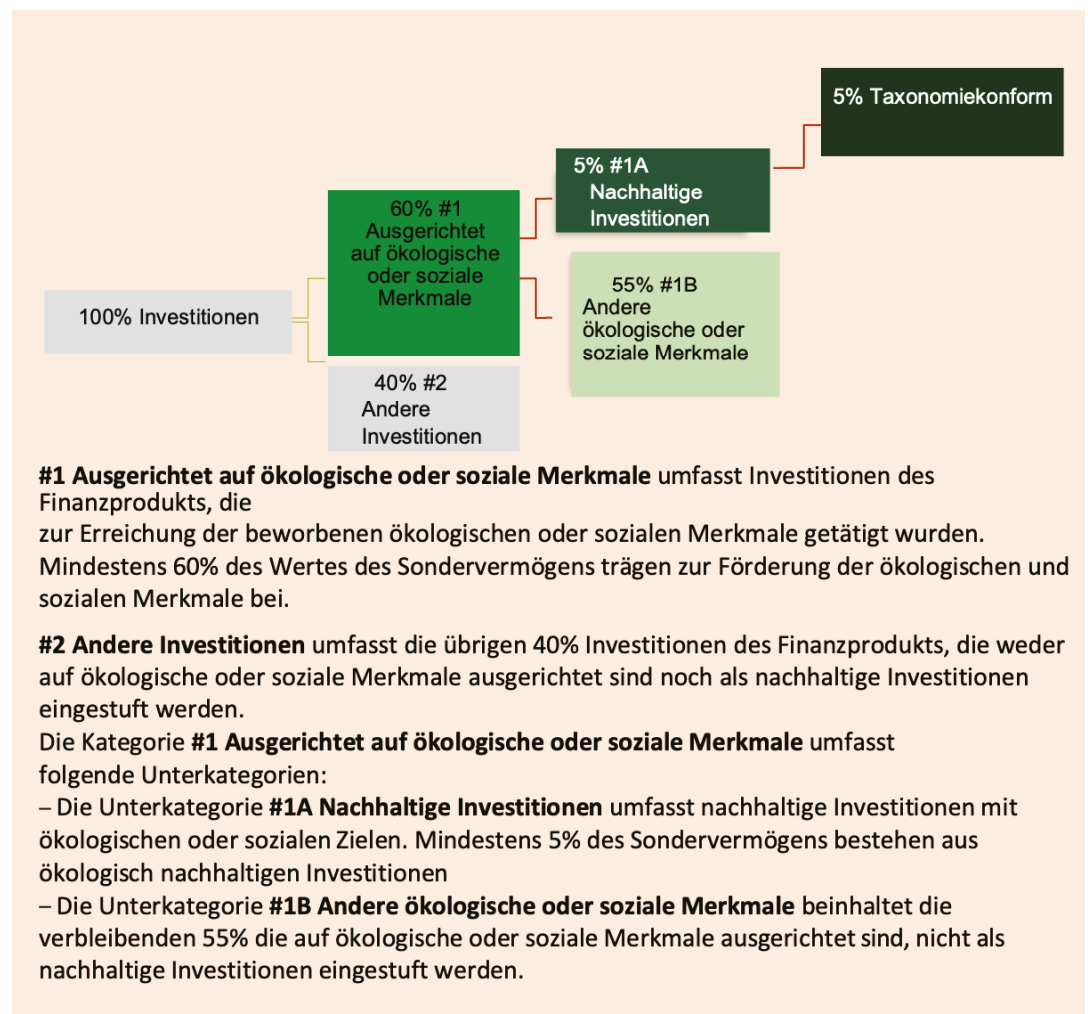 5% Taxonomiekonform
5% #1A
Nachhaltige
Investitionen
60% #1
Ausgerichtet
auf ökologische
oder soziale
Merkmale
55% #1B
Andere
ökologische oder
soziale Merkmale
100% Investitionen
40% #2
Andere
Investitionen
#1 Ausgerichtet auf ökologische oder soziale Merkmale umfasst Investitionen des
Finanzprodukts, die
zur Erreichung der beworbenen ökologischen oder sozialen Merkmale getätigt wurden.
Mindestens 60% des Wertes des Sondervermögens trägen zur Förderung der ökologischen und
sozialen Merkmale bei.
#2 Andere Investitionen umfasst die übrigen 40% Investitionen des Finanzprodukts, die weder
auf ökologische oder soziale Merkmale ausgerichtet sind noch als nachhaltige Investitionen
eingestuft werden.
Die Kategorie #1 Ausgerichtet auf ökologische oder soziale Merkmale umfasst
folgende Unterkategorien:
– Die Unterkategorie #1A Nachhaltige Investitionen umfasst nachhaltige Investitionen mit
ökologischen oder sozialen Zielen. Mindestens 5% des Sondervermögens bestehen aus
ökologisch nachhaltigen Investitionen
– Die Unterkategorie #1B Andere ökologische oder soziale Merkmale beinhaltet die
verbleibenden 55% die auf ökologische oder soziale Merkmale ausgerichtet sind, nicht als
nachhaltige Investitionen eingestuft werden.